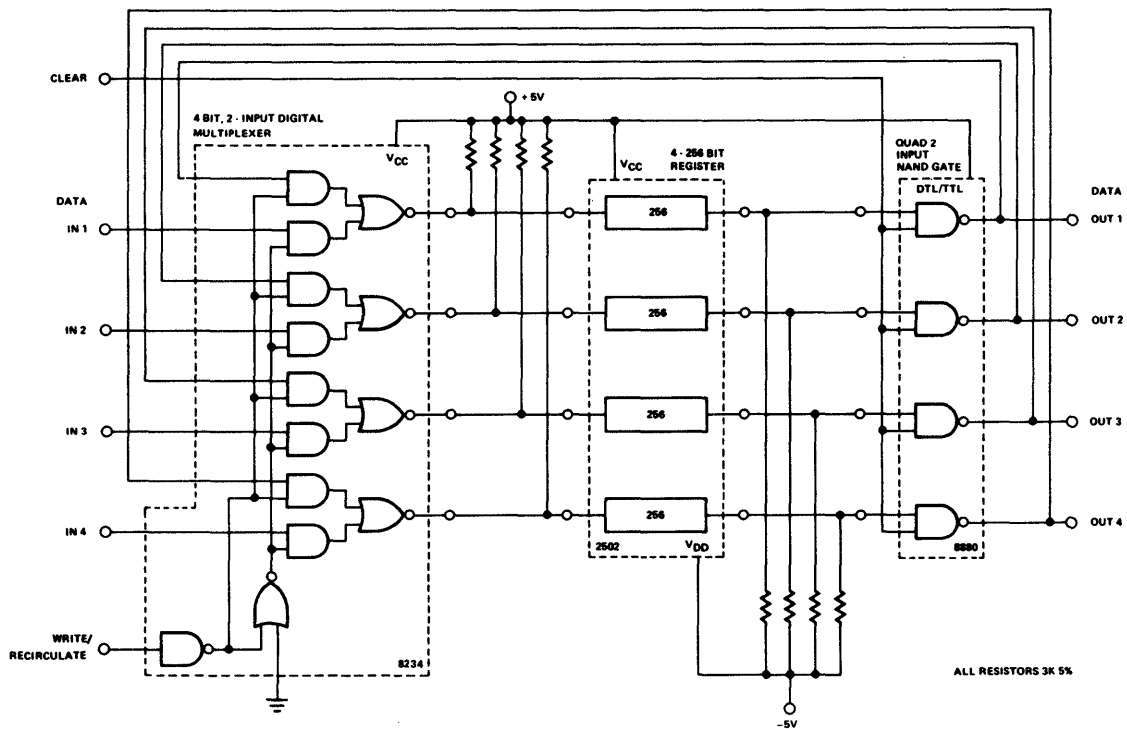 CLEAR
+5V
4 BIT, 2 - INPUT DIGITAL
MULTIPLEXER
VCC
4 - 256 BIT
REGISTER
VCC
QUAD 2
INPUT
NAND GATE
DTL/TTL
DATA
IN 1
256
DATA
OUT 1
IN 2
256
OUT 2
IN 3
256
OUT 3
IN 4
256
OUT 4
2502
VDD
8880
WRITE/
RECIRCULATE
8234
ALL RESISTORS 3K 5%
-5V